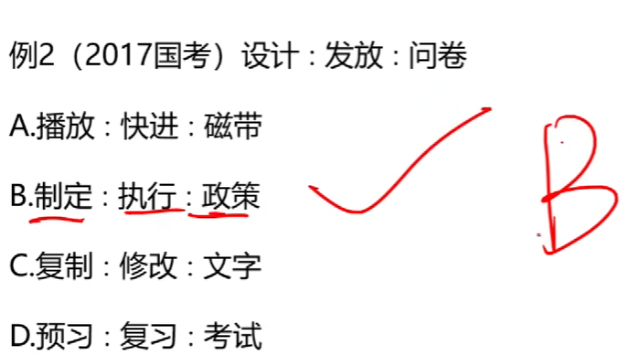 例2（2017国考）设计 : 发放 : 问卷
A.播放 : 快进 : 磁带
B.制定 : 执行 : 政策
B
C.复制 : 修改 : 文字
D.预习 : 复习 : 考试